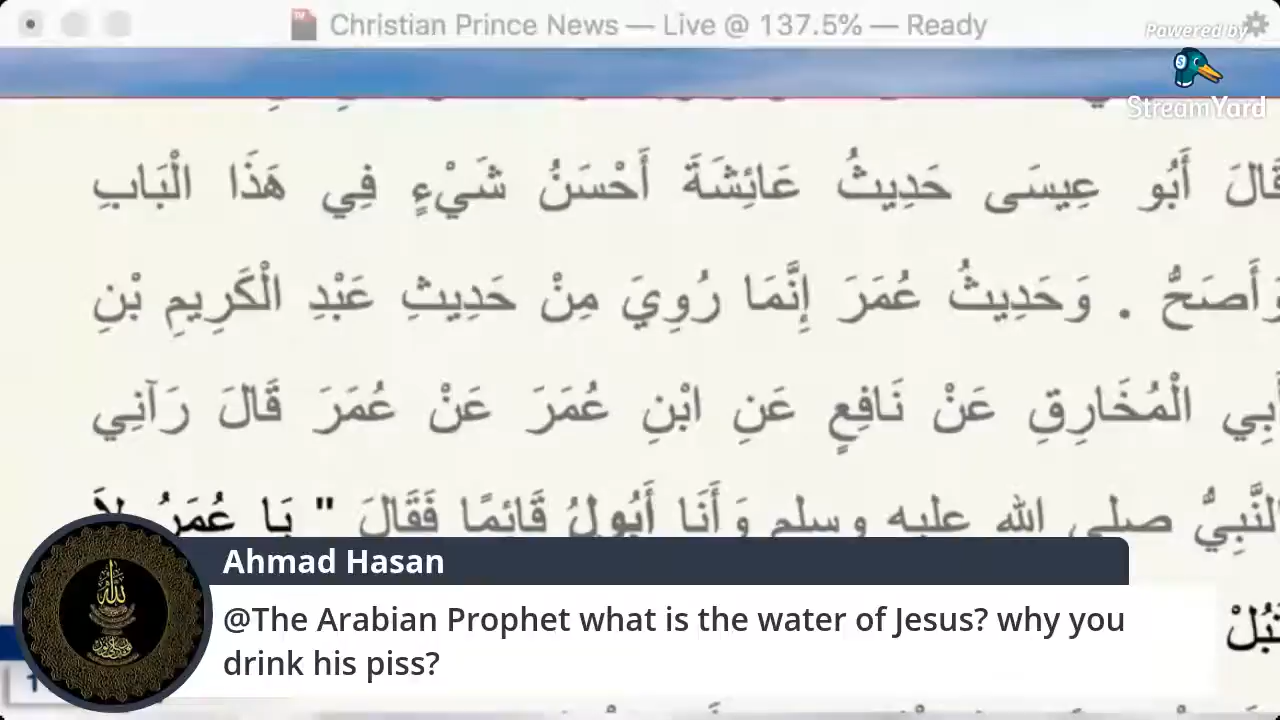 Christian Prince News — Live @ 137.5% — Ready
Powered by
StreamYard
قَالَ أَبُو عِيسَى حَدِيثُ عَائِشَةَ أَحْسَنُ شَيْءٍ فِي هَذَا الْبَابِ
وَأَصَحُّ . وَحَدِيثُ عُمَرَ إِنَّمَا رُوِيَ مِنْ حَدِيثِ عَبْدِ الْكَرِيمِ بْنِ
أَبِي الْمُخَارِقِ عَنْ نَافِعٍ عَنِ ابْنِ عُمَرَ عَنْ عُمَرَ قَالَ رَآنِي
النَّبِيُّ صلى الله عليه وسلم وَأَنَا أَبُولُ قَائِمًا فَقَالَ " يَا عُمَرُ لاَ
تَبُلْ
Ahmad Hasan
@The Arabian Prophet what is the water of Jesus? why you
drink his piss?